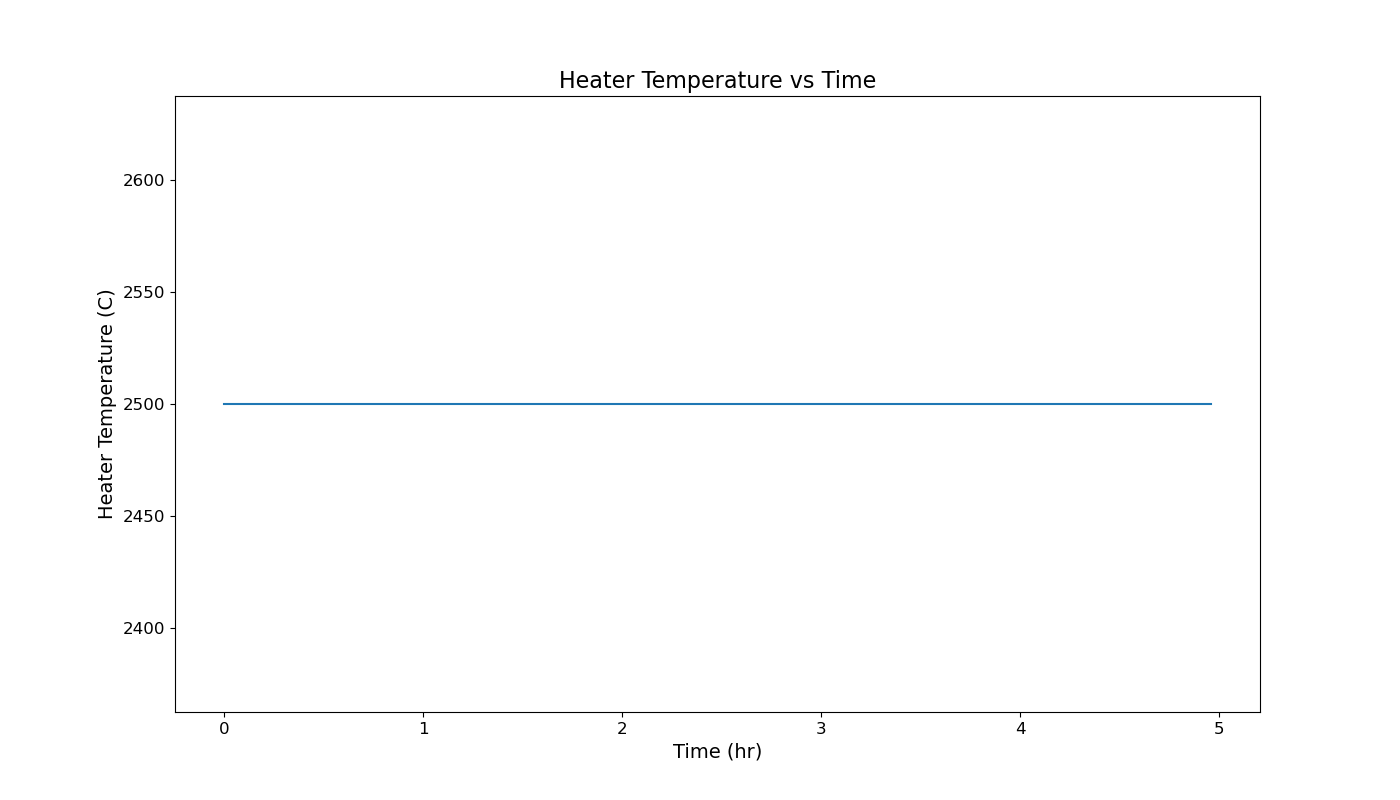 Heater Temperature vs Time
Heater Temperature (C)
2600
2550
2500
2450
2400
0 1 2 3 4 5
Time (hr)